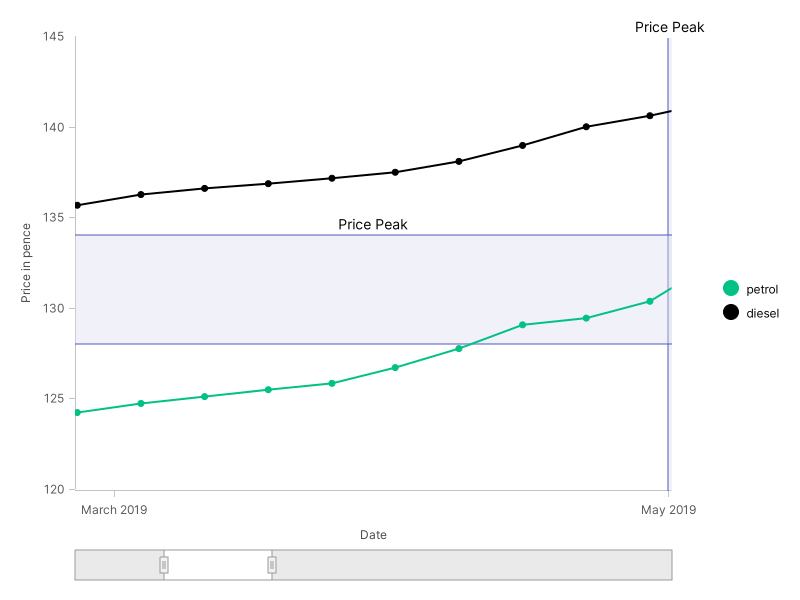 Price Peak
145
140
135
130
125
120
Price in pence
Price Peak
March 2019
May 2019
Date
petrol
diesel